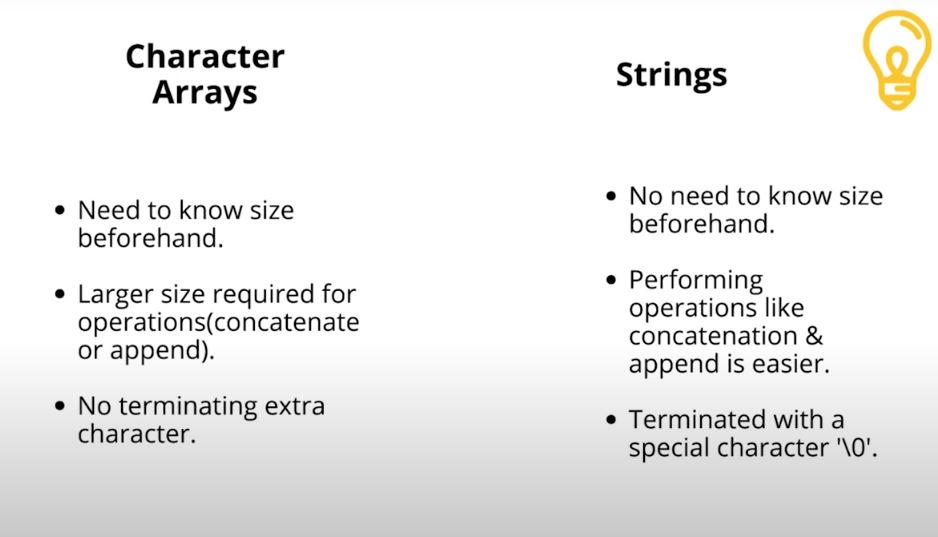 Character
Arrays
• Need to know size
beforehand.
• Larger size required for
operations(concatenate
or append).
• No terminating extra
character.
Strings
• No need to know size
beforehand.
• Performing
operations like
concatenation &
append is easier.
• Terminated with a
special character '\0'.